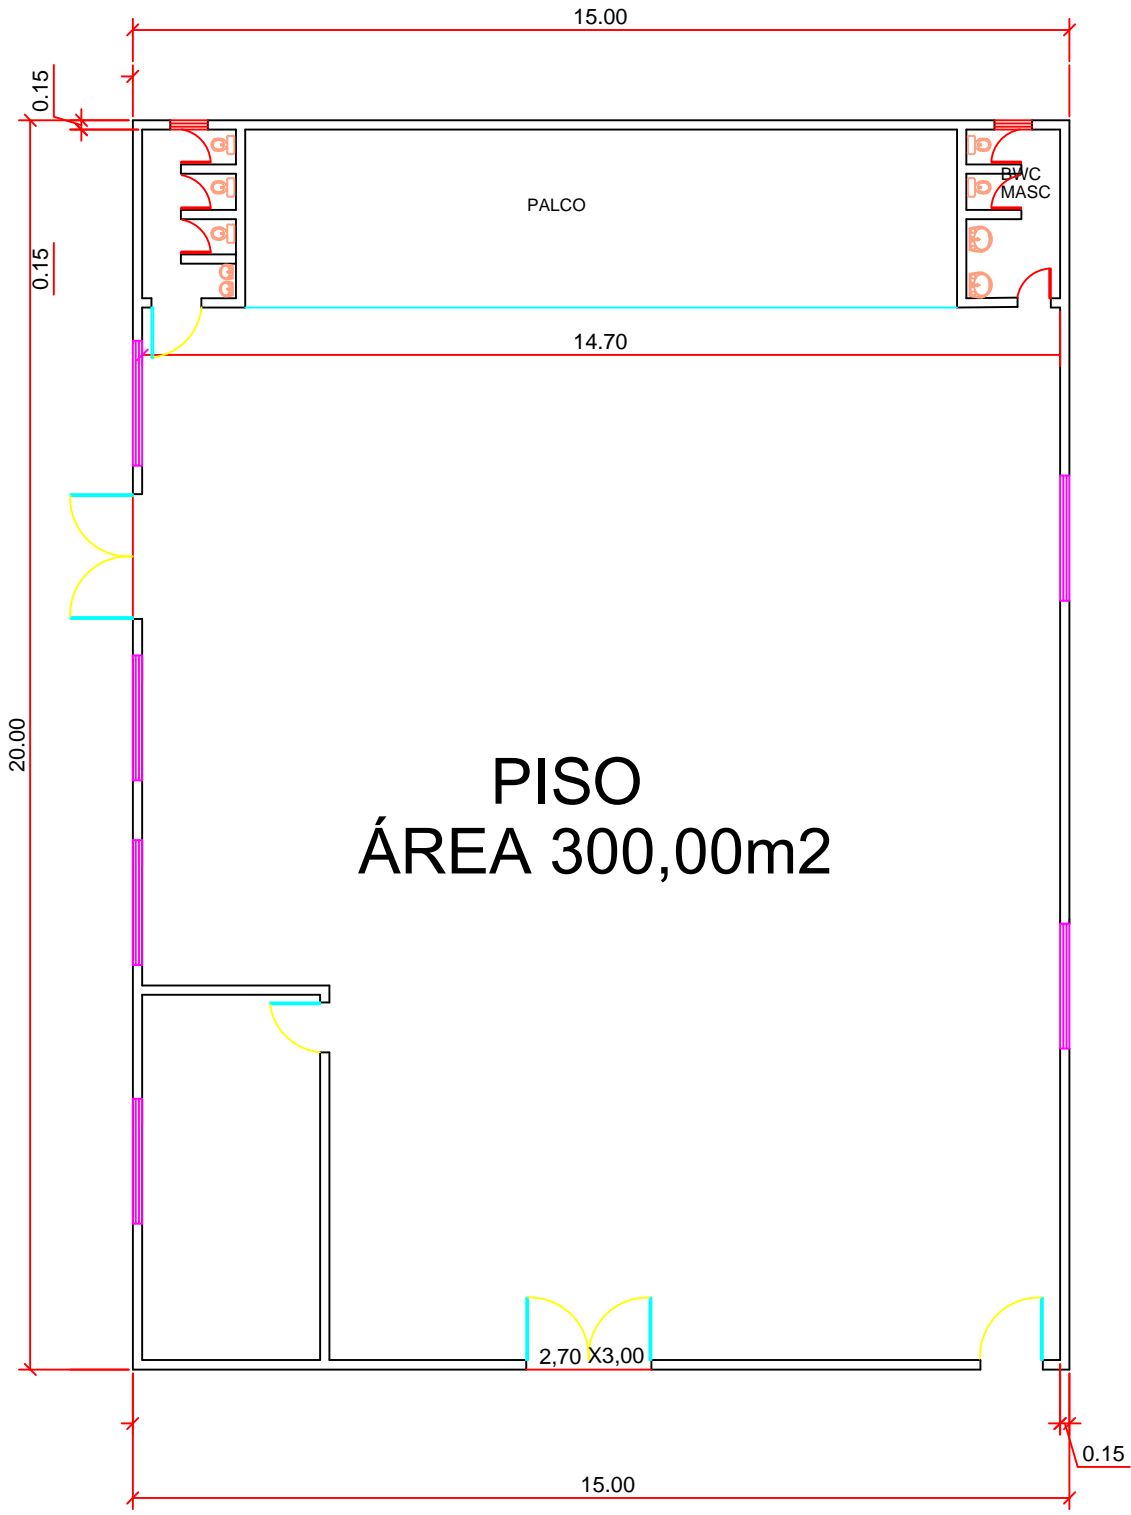 15.00
0.15
BWC
MASC
PALCO
0.15
14.70
20.00
PISO
ÁREA 300,00m2
2,70 X3,00
0.15
15.00